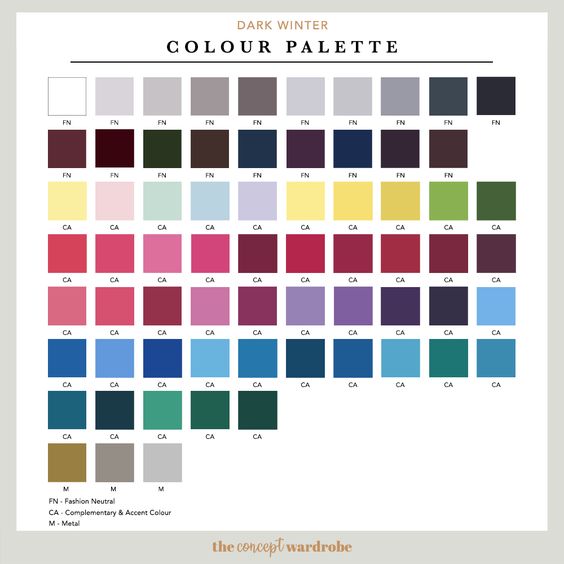 DARK WINTER
COLOUR PALETTE
FN FN FN FN FN FN FN FN FN FN
FN FN FN FN FN FN FN FN FN
CA CA CA CA CA CA CA CA CA CA
CA CA CA CA CA CA CA CA CA CA
CA CA CA CA CA CA CA CA CA CA
CA CA CA CA CA CA CA CA CA CA
CA CA CA CA CA
M M M
FN - Fashion Neutral
CA - Complementary & Accent Colour
M - Metal
the concept wardrobe